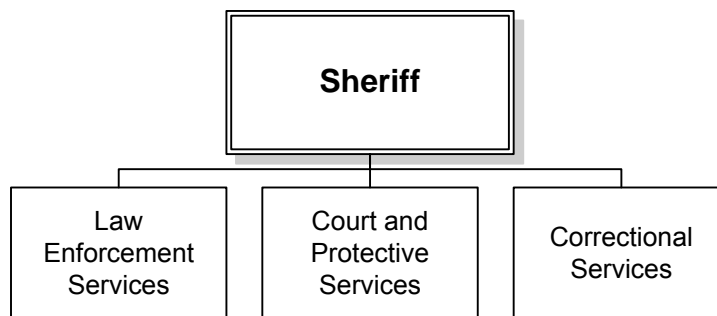 Sheriff
Law
Enforcement
Services
Court and
Protective
Services
Correctional
Services